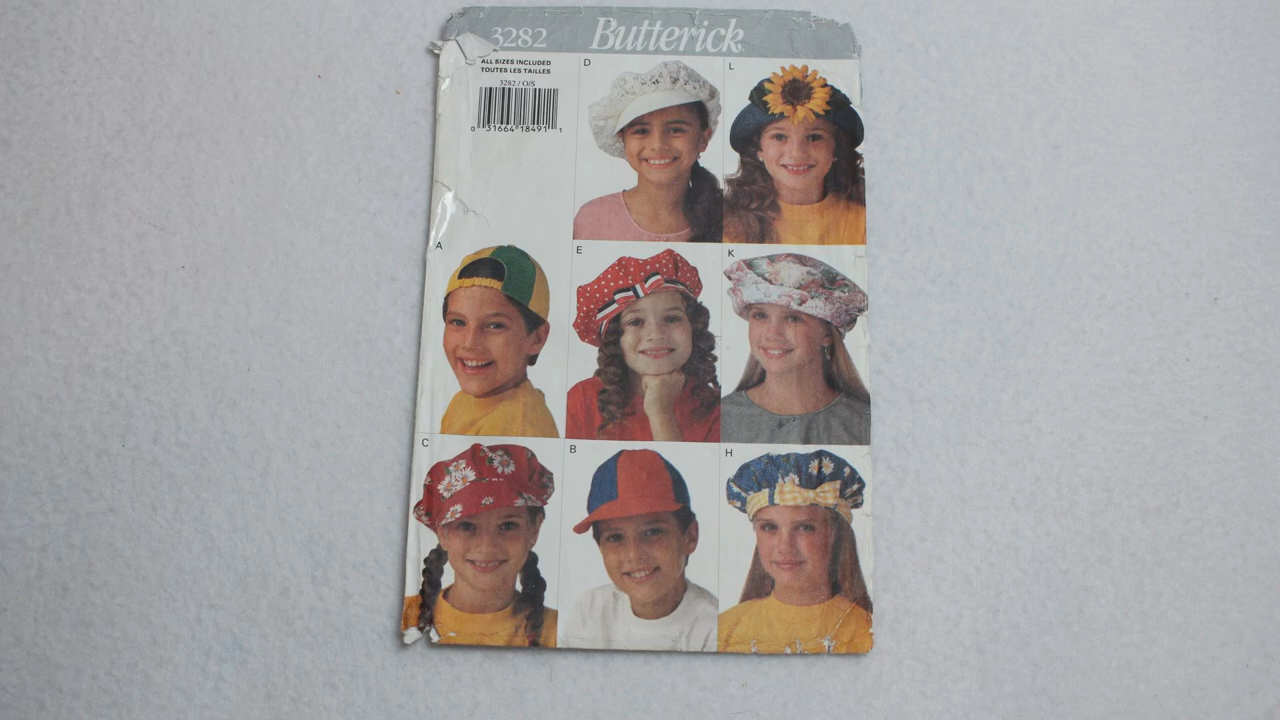 3282 Butterick
ALL SIZES INCLUDED
TOUTES LES TAILLES
3282 / O/S
0 31664 18491 1
D
L
A
E
K
C
B
H